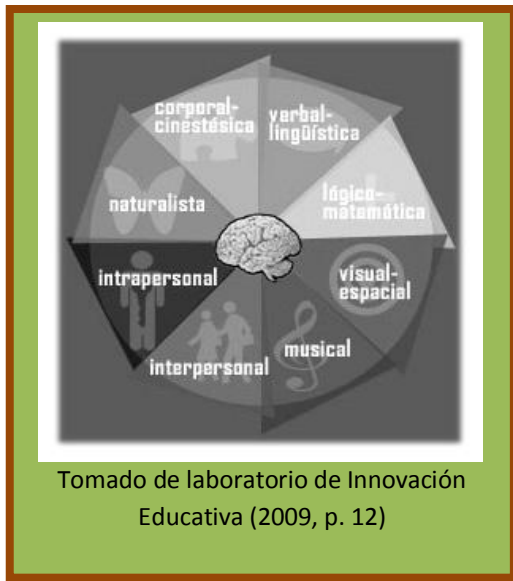 corporal-
cinestésica
verbal-
lingüística
lógico-
matemática
naturalista
visual-
espacial
intrapersonal
musical
interpersonal
Tomado de laboratorio de Innovación
Educativa (2009, p. 12)